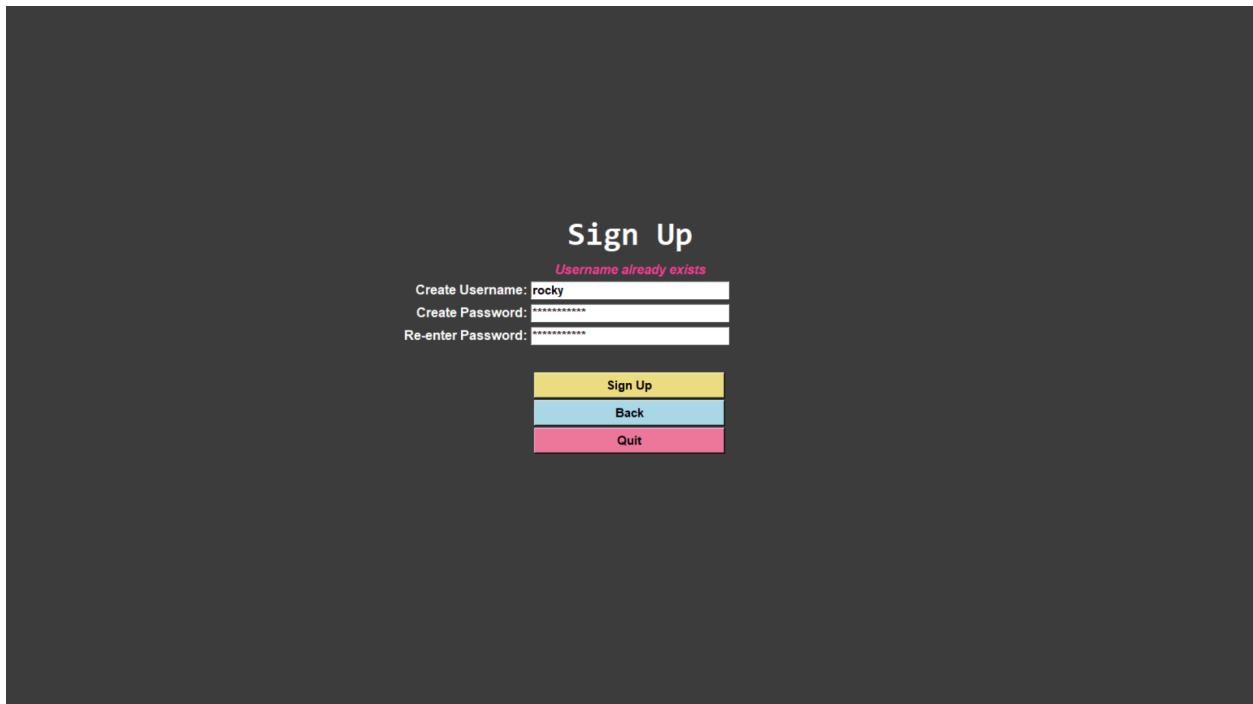 Sign Up
Username already exists
Create Username: rocky
Create Password: ***********
Re-enter Password: ***********
Sign Up
Back
Quit